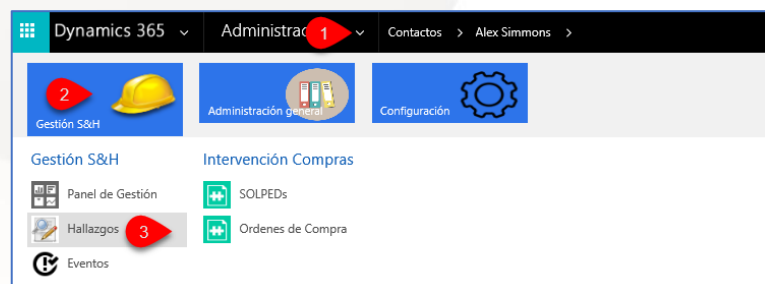 Dynamics 365 Administrac 1 Contactos > Alex Simmons >
2
Gestión S&H Administración general Configuración
Gestión S&H Intervención Compras
Panel de Gestión SOLPEDs
Hallazgos 3 Ordenes de Compra
Eventos